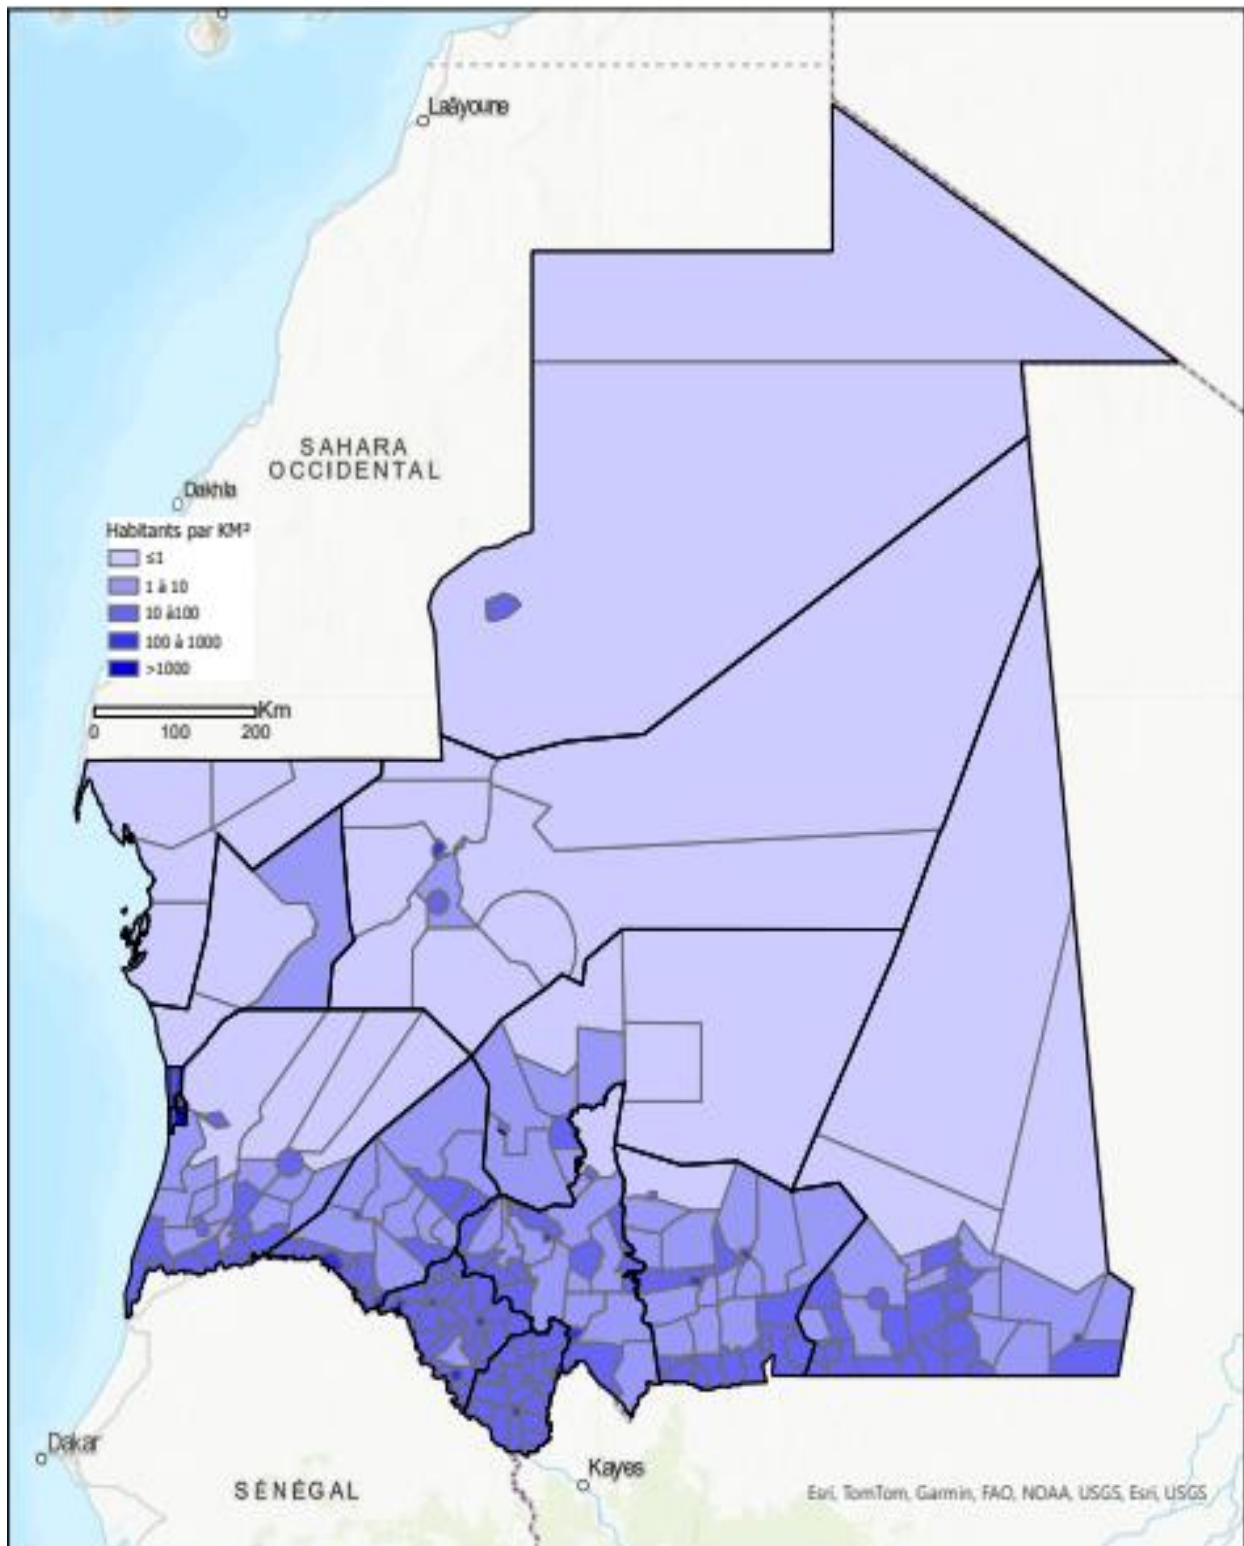 Laâyoune
SAHARA
OCCIDENTAL
Dakhla
Habitants par KM²
≤1
1 à 10
10 à100
100 à 1000
>1000
Km
0 100 200
Dakar
SÉNÉGAL
Kayes
Esri, TomTom, Garmin, FAO, NOAA, USGS, Esri, USGS